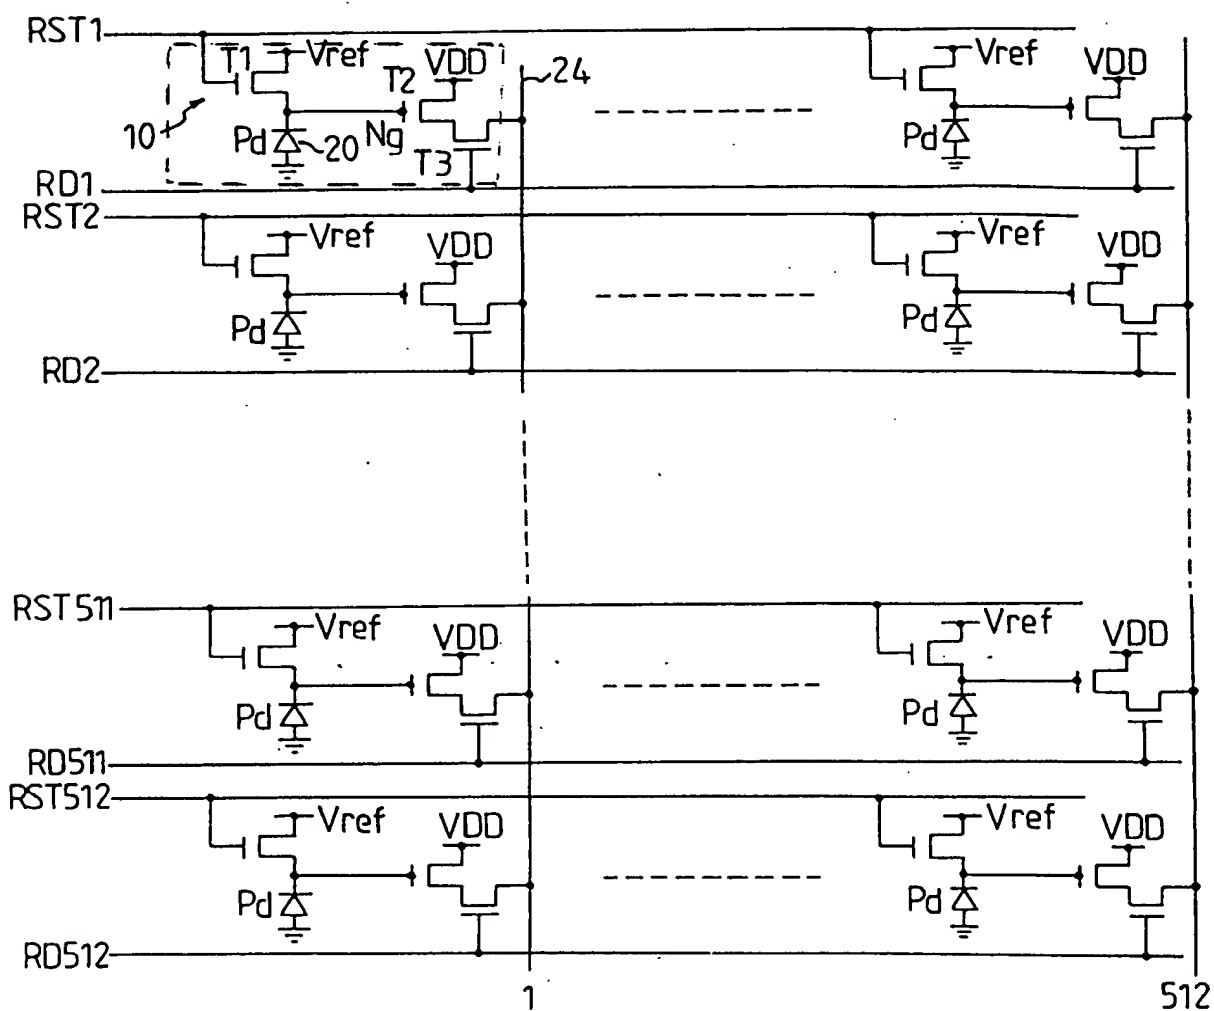 RST1
T1 Vref T2 VDD 24 Vref VDD
10 Pd 20 Ng T3 Pd
RD1
RST2
Vref VDD Vref VDD
Pd Pd
RD2
RST511
Vref VDD Vref VDD
Pd Pd
RD511
RST512
Vref VDD Vref VDD
Pd Pd
RD512
1 512